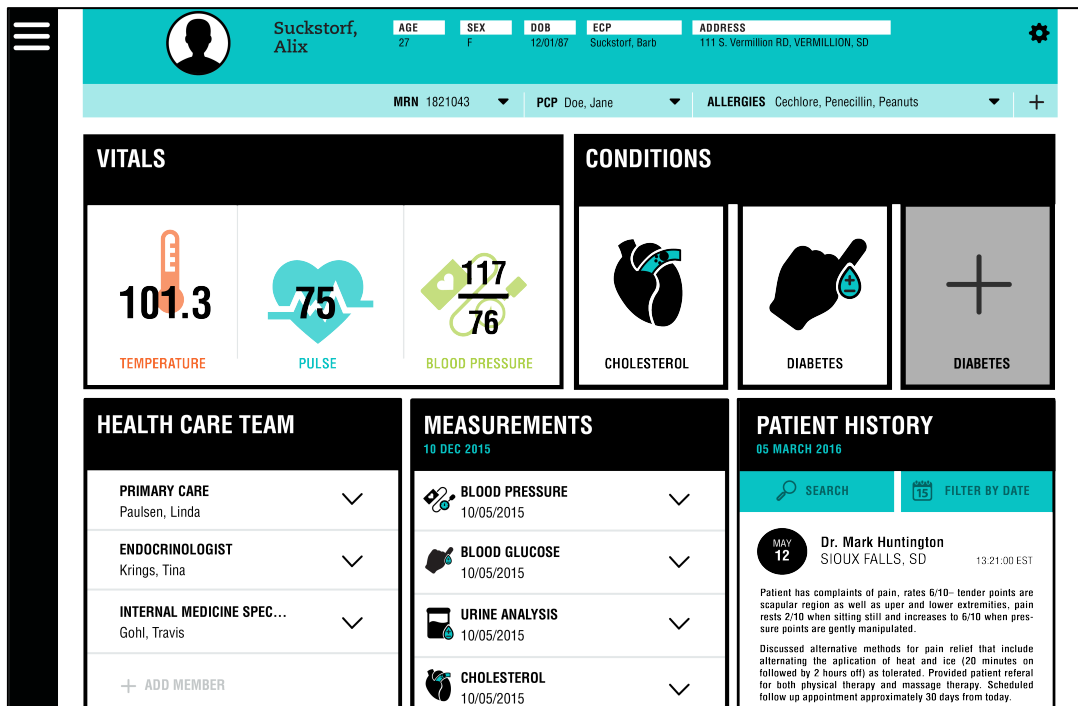 Suckstorf,
Alix
AGE
27
SEX
F
DOB
12/01/87
ECP
Suckstorf, Barb
ADDRESS
111 S. Vermillion RD, VERMILLION, SD
MRN 1821043
PCP Doe, Jane
ALLERGIES Cechlore, Penecillin, Peanuts
VITALS
101.3
TEMPERATURE
75
PULSE
117
76
BLOOD PRESSURE
CONDITIONS
CHOLESTEROL
DIABETES
DIABETES
HEALTH CARE TEAM
PRIMARY CARE
Paulsen, Linda
ENDOCRINOLOGIST
Krings, Tina
INTERNAL MEDICINE SPEC...
Gohl, Travis
+ ADD MEMBER
MEASUREMENTS
10 DEC 2015
BLOOD PRESSURE
10/05/2015
BLOOD GLUCOSE
10/05/2015
URINE ANALYSIS
10/05/2015
CHOLESTEROL
10/05/2015
PATIENT HISTORY
05 MARCH 2016
SEARCH
15 FILTER BY DATE
MAY
12
Dr. Mark Huntington
SIOUX FALLS, SD
13:21:00 EST
Patient has complaints of pain, rates 6/10– tender points are
scapular region as well as uper and lower extremities, pain
rests 2/10 when sitting still and increases to 6/10 when pres-
sure points are gently manipulated.
Discussed alternative methods for pain relief that include
alternating the aplication of heat and ice (20 minutes on
followed by 2 hours off) as tolerated. Provided patient referal
for both physical therapy and massage therapy. Scheduled
follow up appointment approximately 30 days from today.